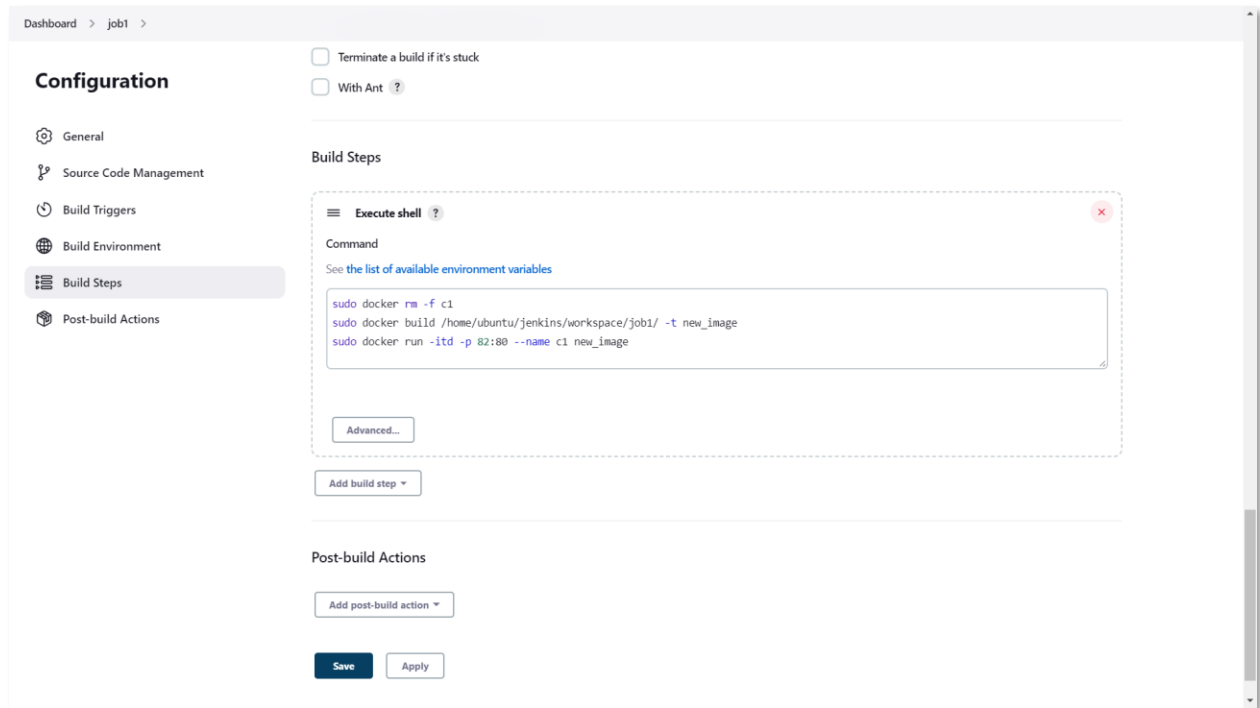 Dashboard > job1 >
Configuration
General
Source Code Management
Build Triggers
Build Environment
Build Steps
Post-build Actions
Terminate a build if it's stuck
With Ant ?
Build Steps
Execute shell ?
Command
See the list of available environment variables
sudo docker rm -f c1
sudo docker build /home/ubuntu/jenkins/workspace/job1/ -t new_image
sudo docker run -itd -p 82:80 --name c1 new_image
Advanced...
Add build step
Post-build Actions
Add post-build action
Save Apply